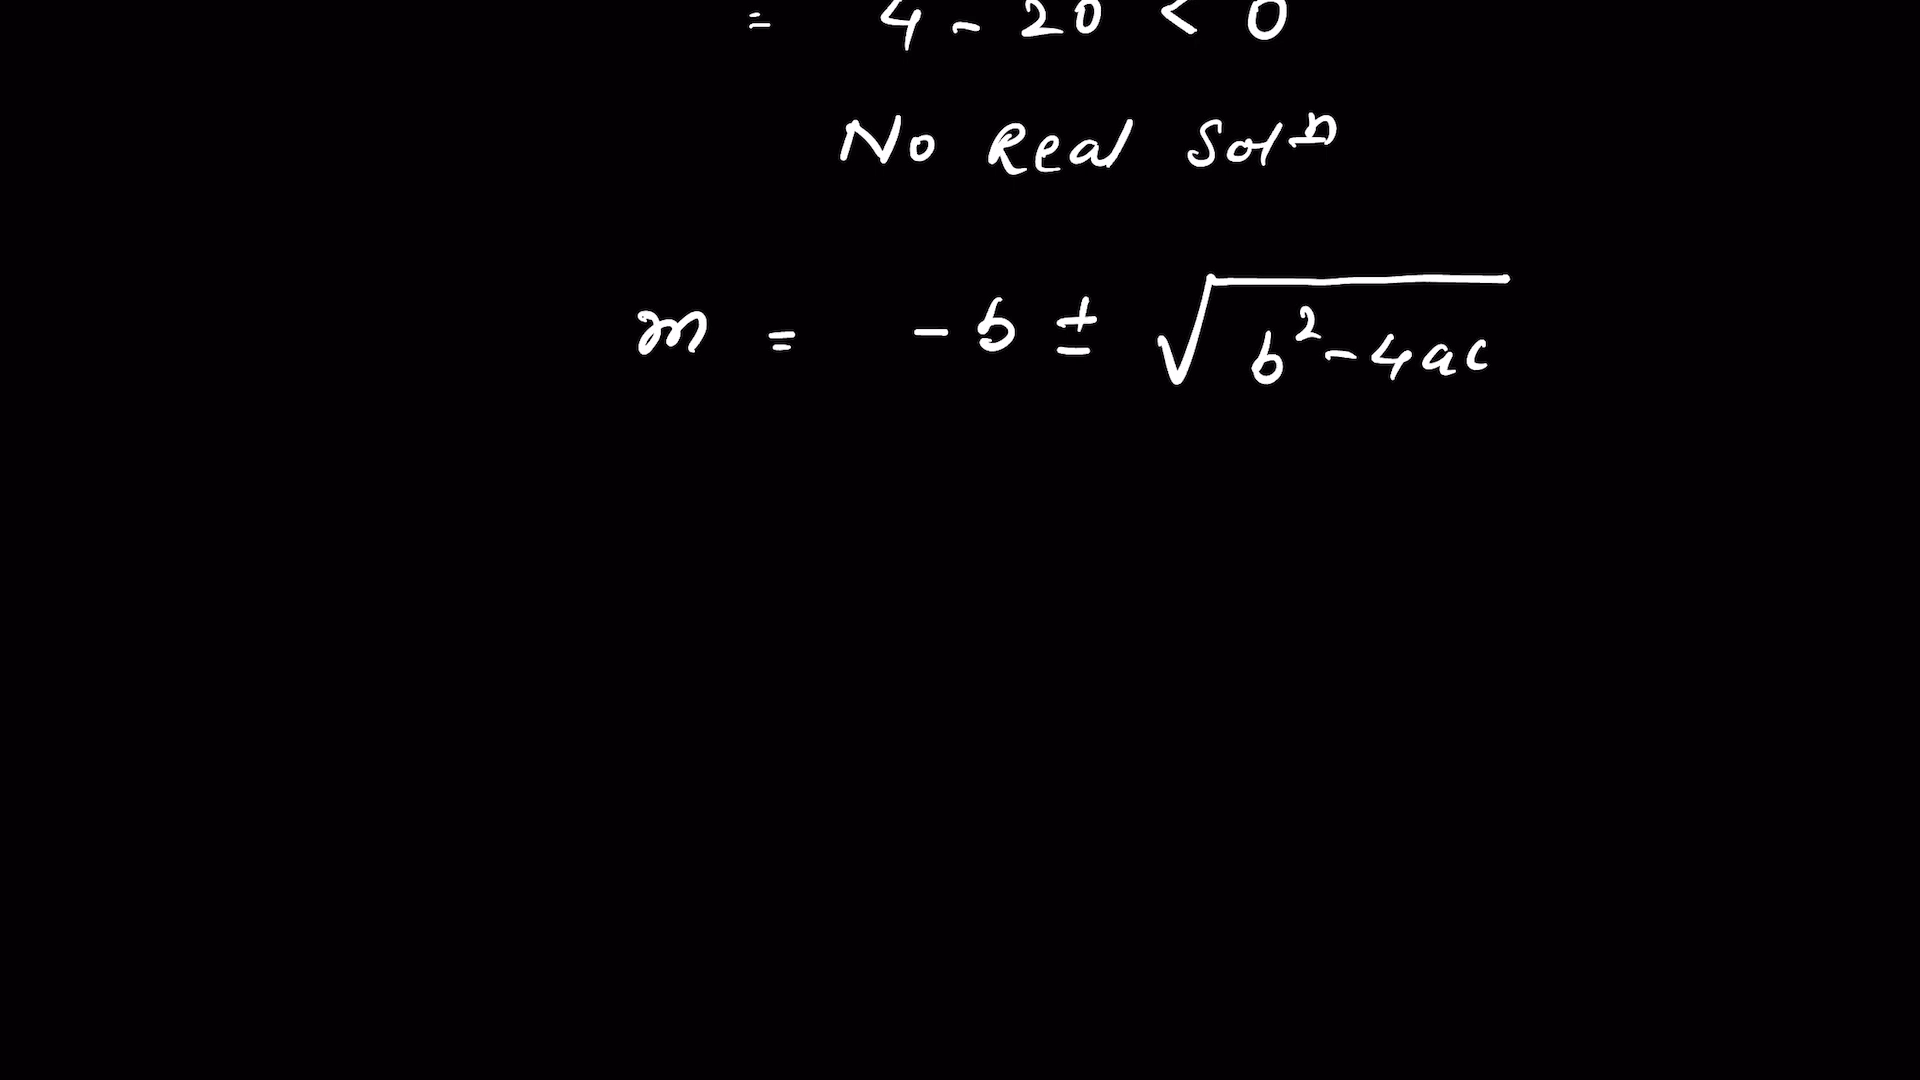 = 4 - 20 < 0
No Real Solⁿ
m = - b ± √(b² - 4ac)